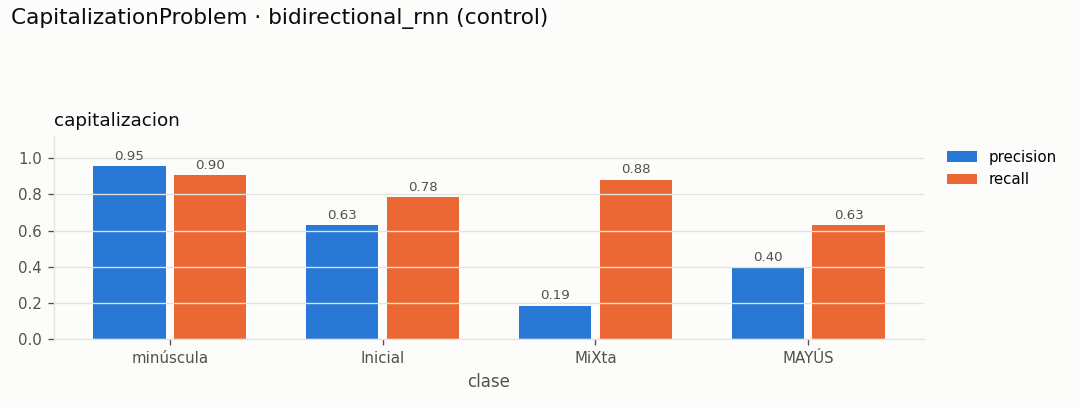 CapitalizationProblem · bidirectional_rnn (control)
capitalizacion
precision
recall
1.0
0.8
0.6
0.4
0.2
0.0
0.95
0.90
0.63
0.78
0.19
0.88
0.40
0.63
minúscula
Inicial
MiXta
MAYÚS
clase